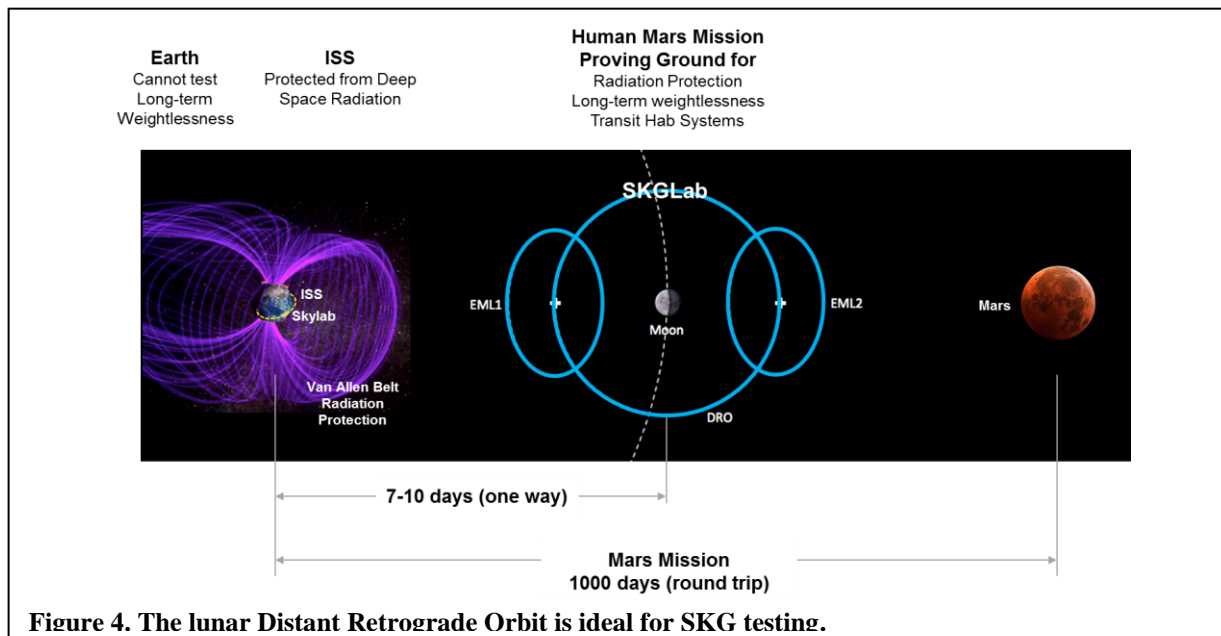 Earth
Cannot test
Long-term
Weightlessness
ISS
Protected from Deep
Space Radiation
Human Mars Mission
Proving Ground for
Radiation Protection
Long-term weightlessness
Transit Hab Systems
SKGLab
ISS
Skylab
Van Allen Belt
Radiation
Protection
EML1
Moon
EML2
DRO
Mars
7-10 days (one way)
Mars Mission
1000 days (round trip)
Figure 4. The lunar Distant Retrograde Orbit is ideal for SKG testing.